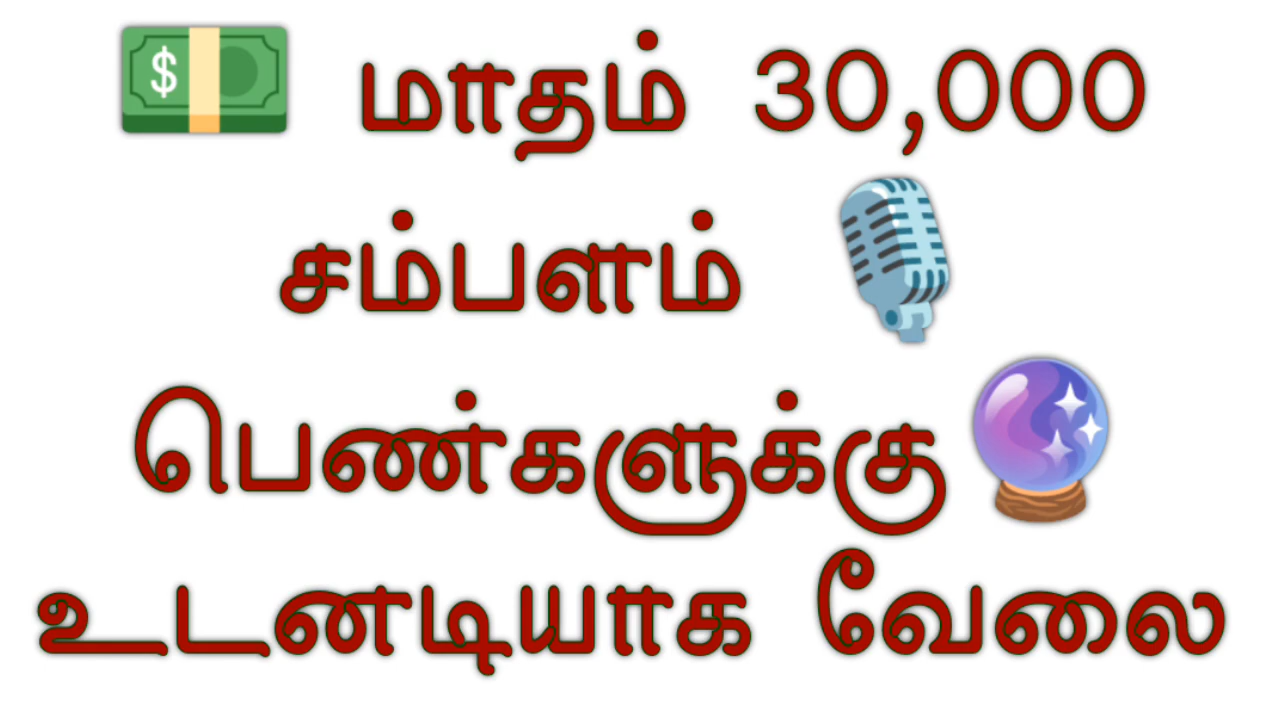 💵 மாதம் 30,000
சம்பளம் 🎙️
பெண்களுக்கு🔮
உடனடியாக வேலை